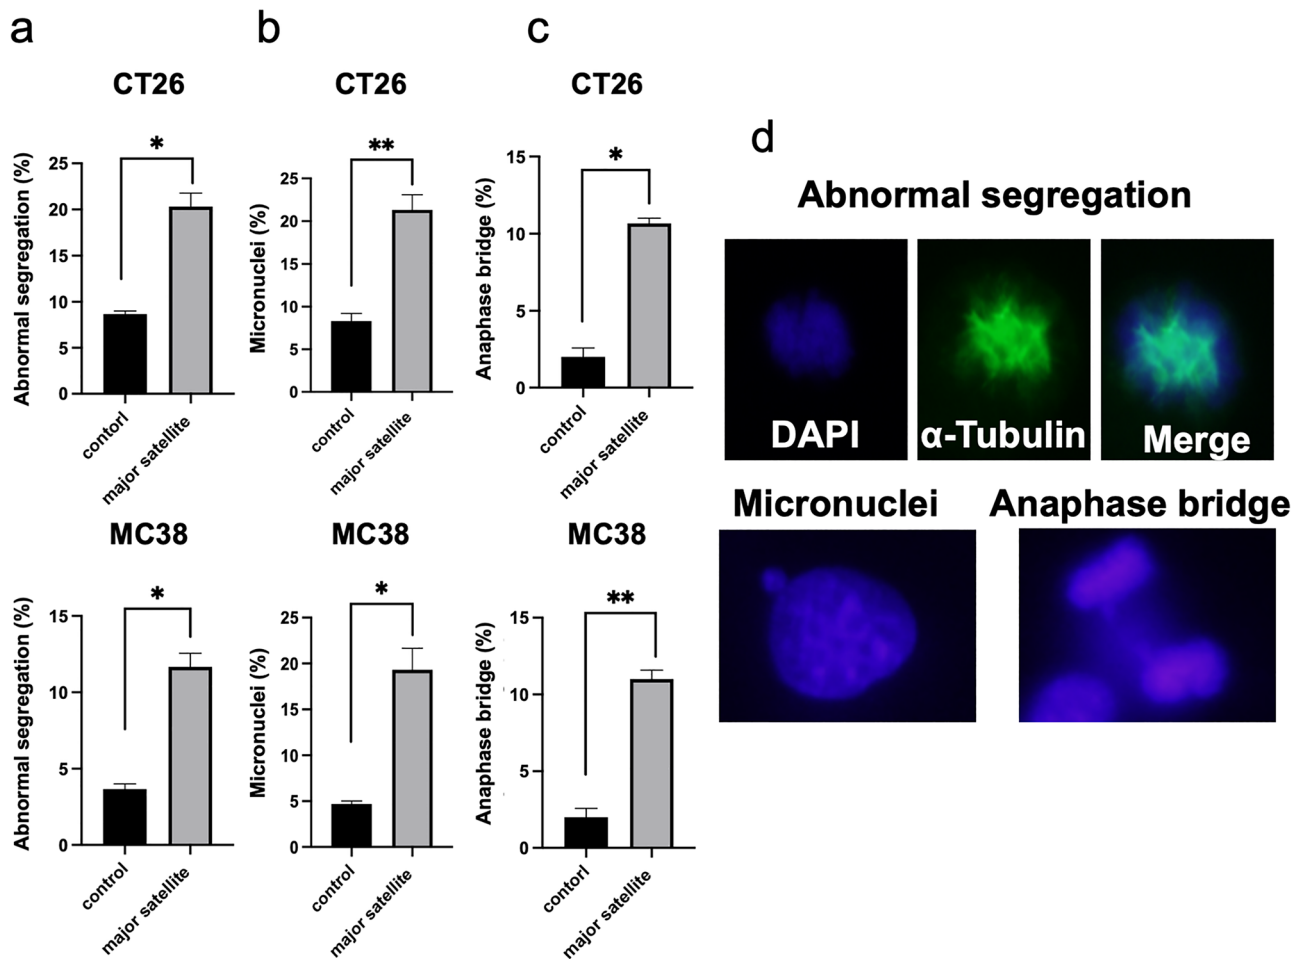 a
CT26
*
Abnormal segregation (%)
25
20
15
10
5
0
contorl
major satellite
MC38
*
Abnormal segregation (%)
15
10
5
0
control
major satellite
b
CT26
**
Micronuclei (%)
25
20
15
10
5
0
control
major satellite
MC38
*
Micronuclei (%)
25
20
15
10
5
0
control
major satellite
c
CT26
*
Anaphase bridge (%)
15
10
5
0
control
major satellite
MC38
**
Anaphase bridge (%)
15
10
5
0
contorl
major satellite
d
Abnormal segregation
DAPI
α-Tubulin
Merge
Micronuclei
Anaphase bridge